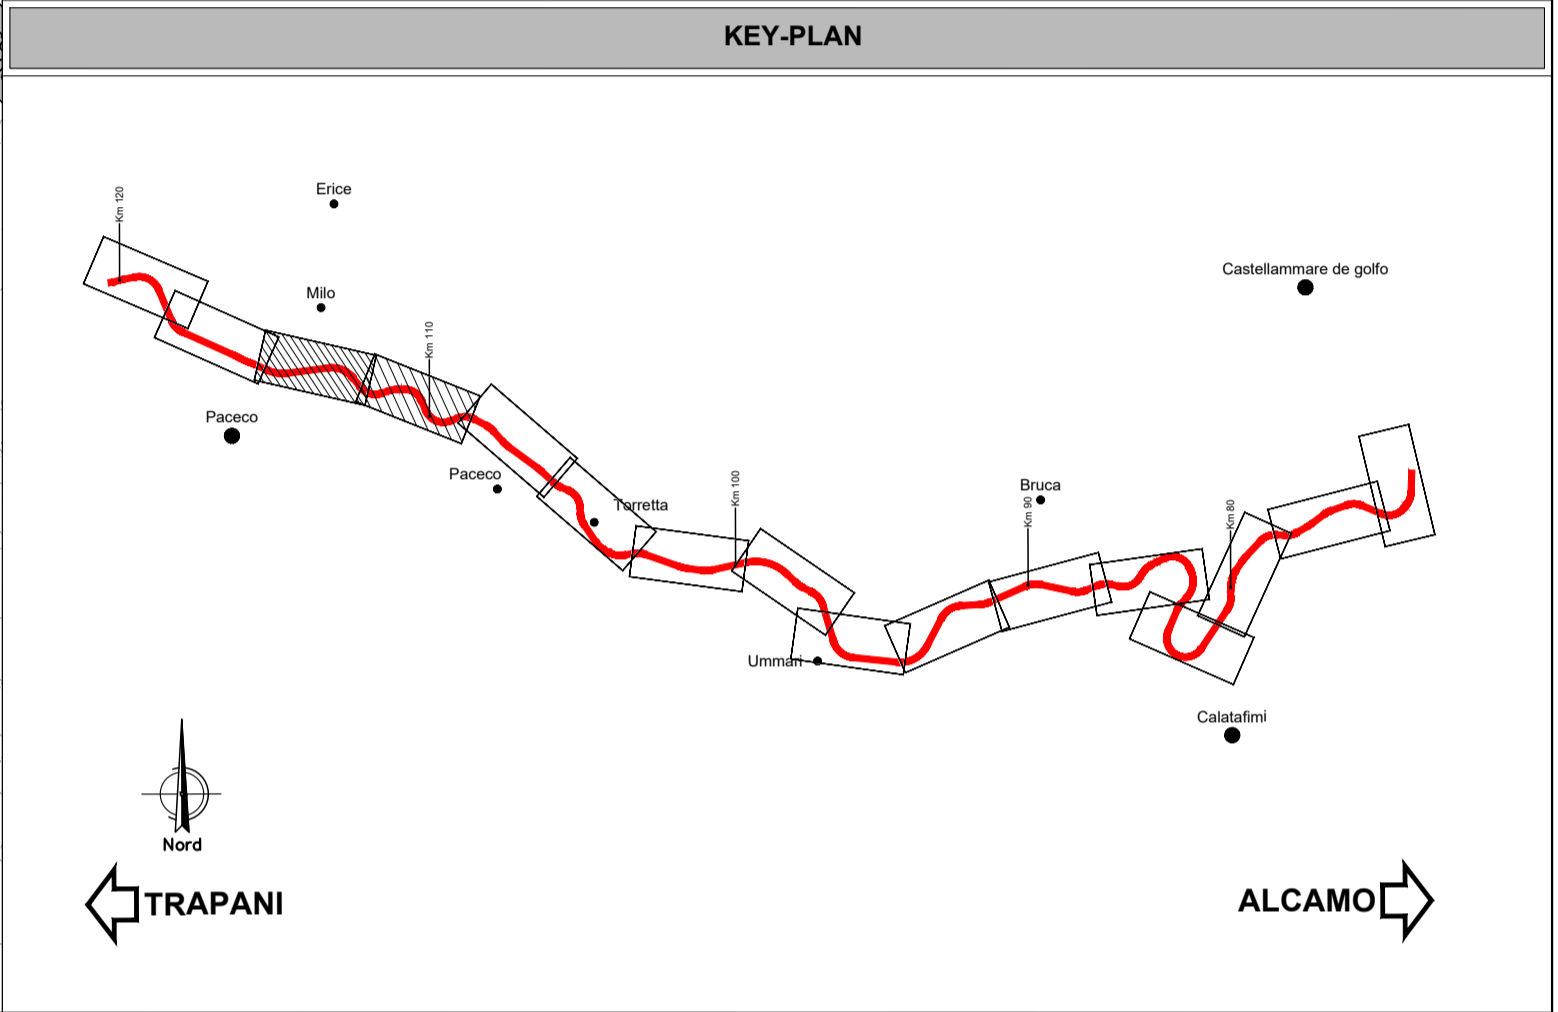 KEY-PLAN
Km 120
Erice
Castellammare de golfo
Milo
Km 110
Paceco
Paceco
Km 100
Torretta
Bruca
Km 90
Km 80
Ummari
Calatafimi
Nord
TRAPANI
ALCAMO